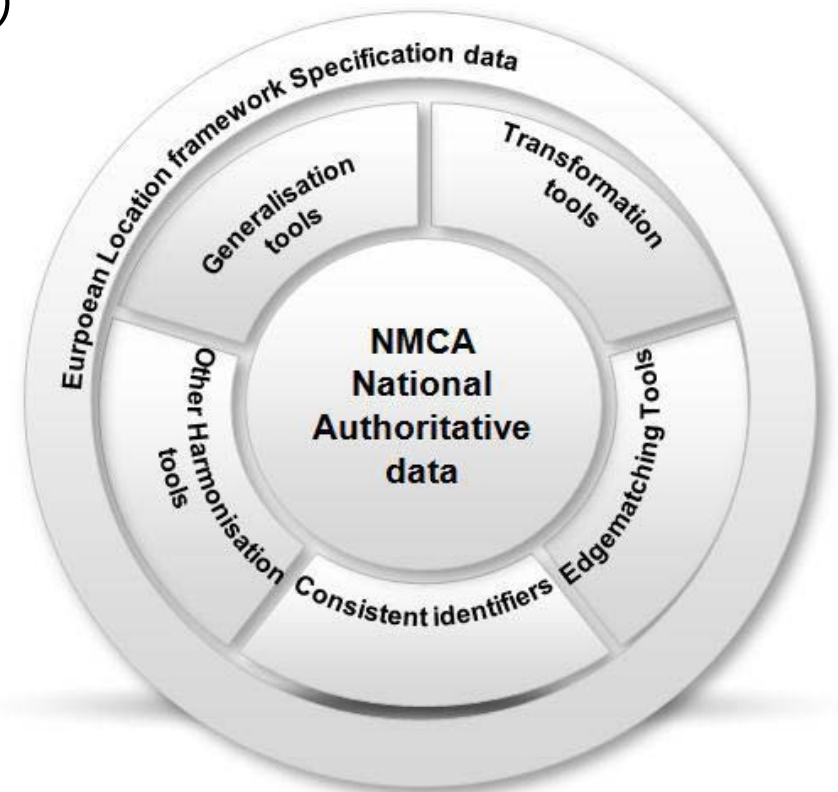 )
Eurpoean Location framework Specification data
Generalisation
tools
Transformation
tools
Other Harmonisation
tools
NMCA
National
Authoritative
data
Edgematching Tools
Consistent identifiers